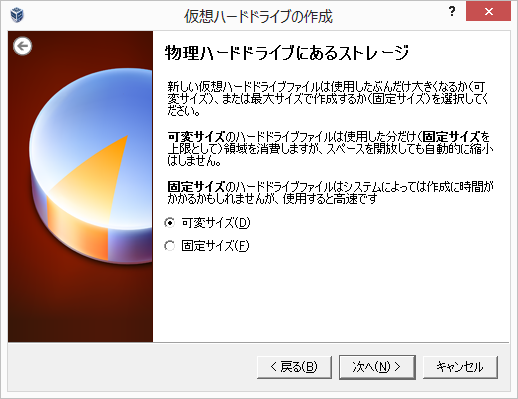 仮想ハードドライブの作成
物理ハードドライブにあるストレージ
新しい仮想ハードドライブファイルは使用したぶんだけ大きくなるか(可
変サイズ)、または最大サイズで作成するか(固定サイズ)を選択してく
ださい。
可変サイズのハードドライブファイルは使用した分だけ(固定サイズを
上限として)領域を消費しますが、スペースを開放しても自動的に縮小
はしません。
固定サイズのハードドライブファイルはシステムによっては作成に時間が
かかるかもしれませんが、使用すると高速です
可変サイズ(D)
固定サイズ(F)
< 戻る(B) 次へ(N) > キャンセル